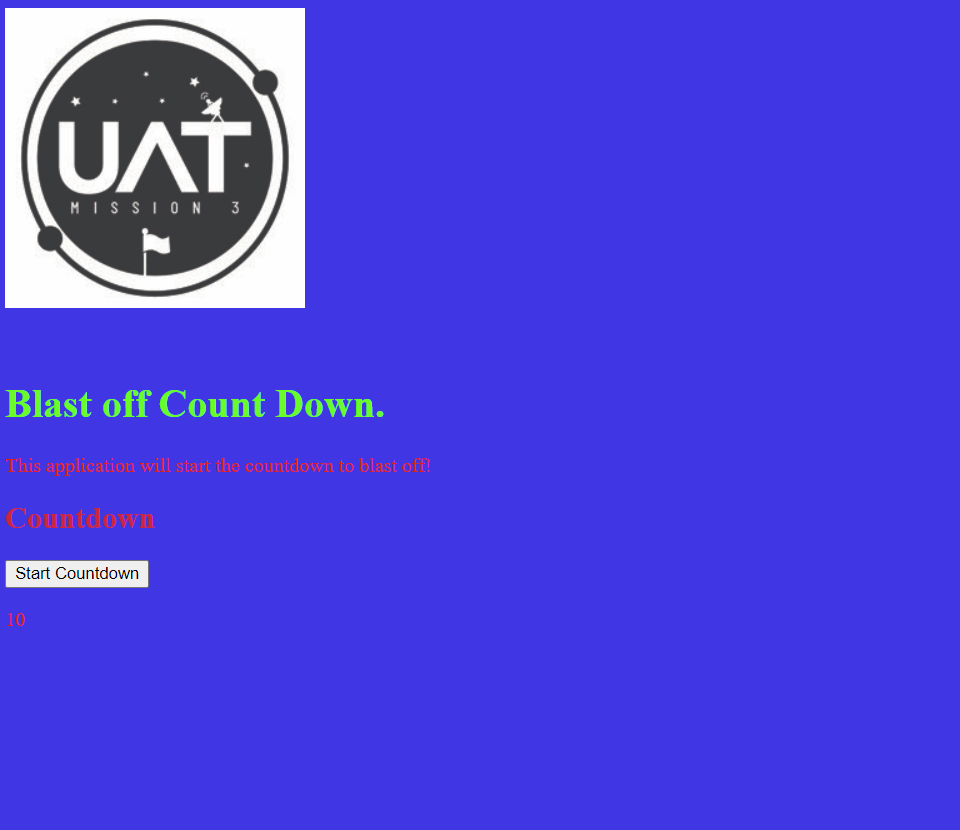 UAT
MISSION 3
Blast off Count Down.
This application will start the countdown to blast off!
Countdown
Start Countdown
10